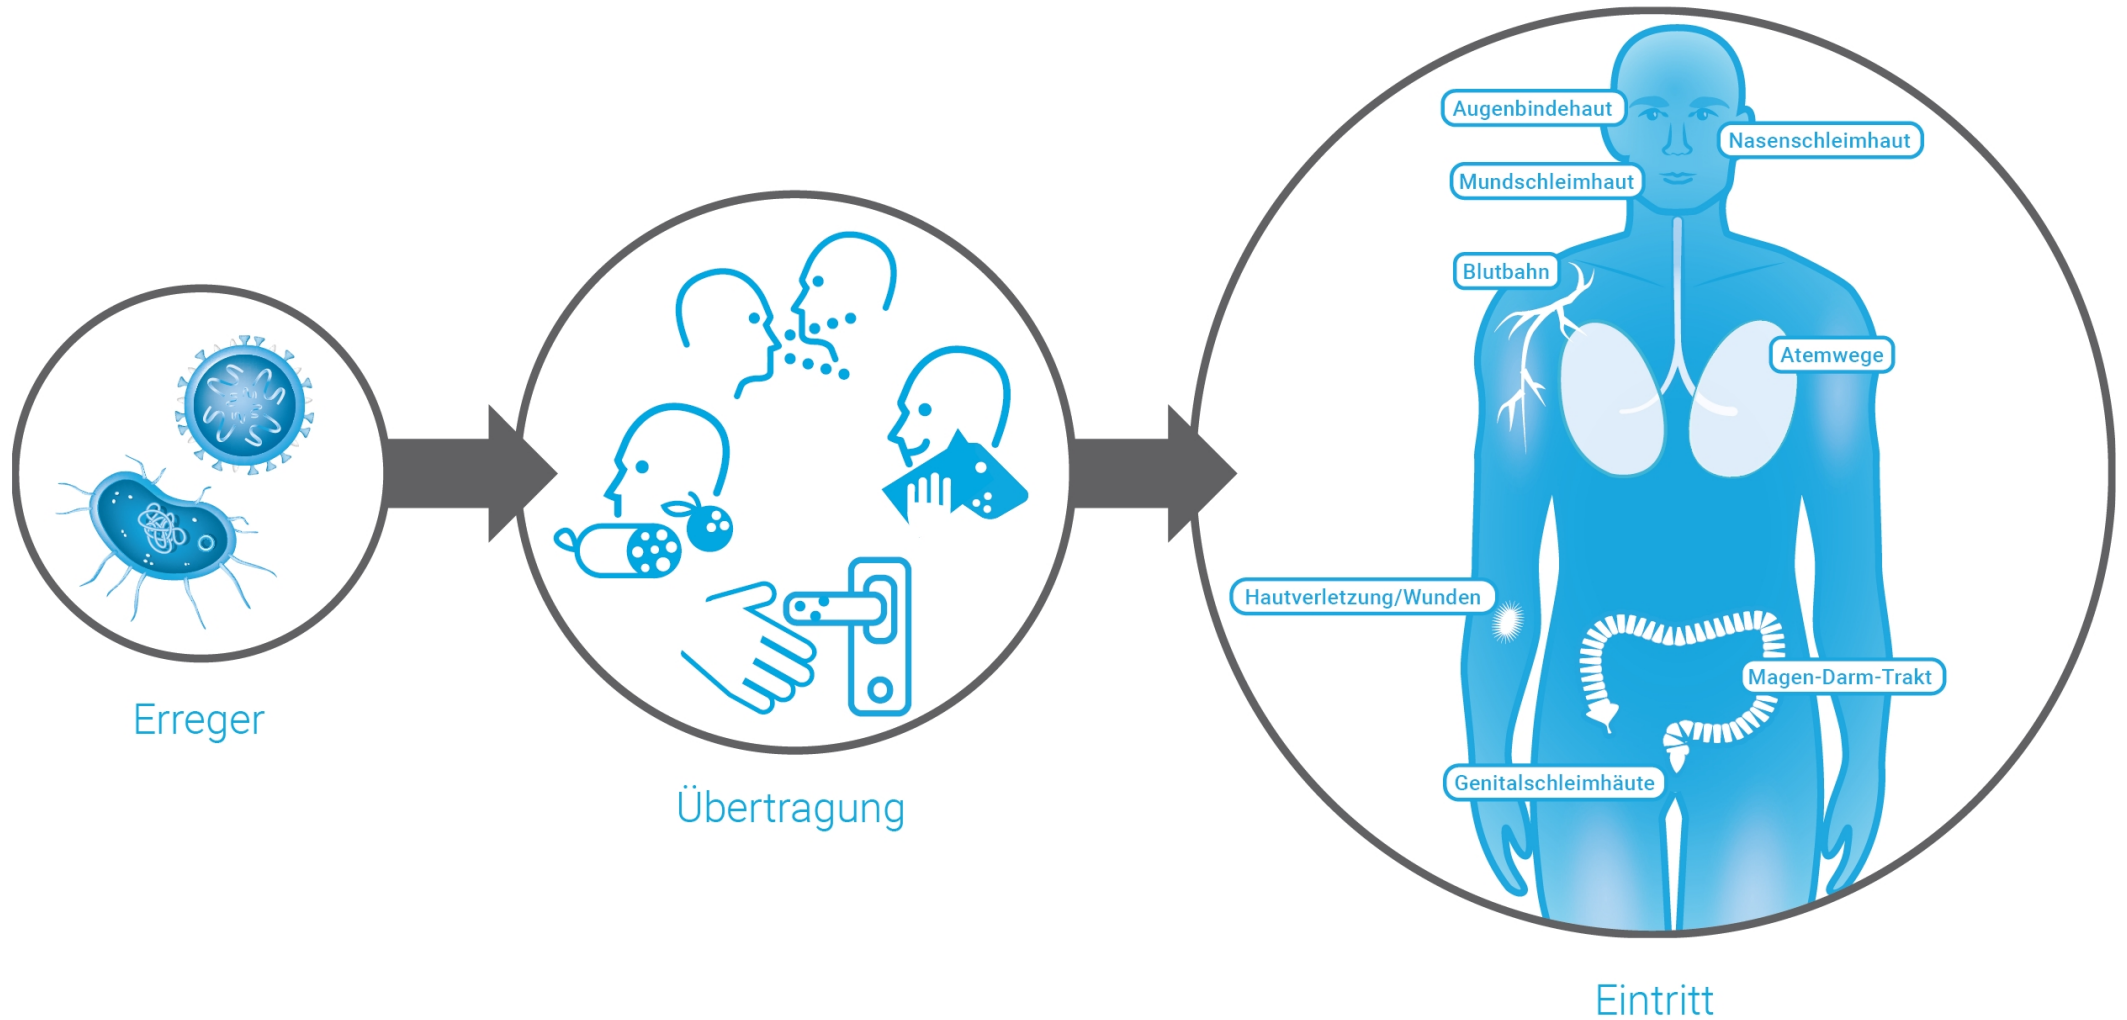 Erreger
Übertragung
Augenbindehaut
Nasenschleimhaut
Mundschleimhaut
Blutbahn
Atemwege
Hautverletzung/Wunden
Magen-Darm-Trakt
Genitalschleimhäute
Eintritt